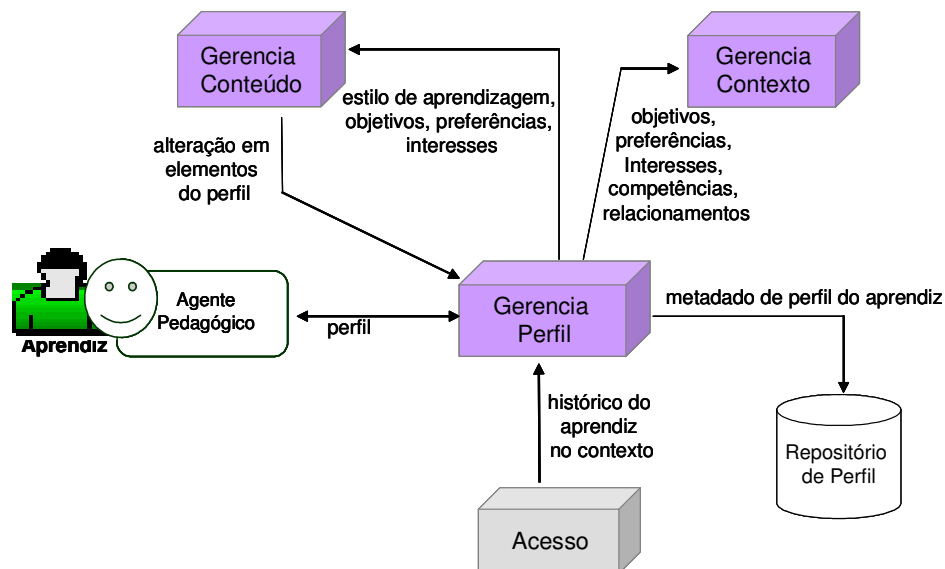 Gerencia
Conteúdo
Gerencia
Contexto
estilo de aprendizagem,
objetivos, preferências,
interesses
objetivos,
preferências,
Interesses,
competências,
relacionamentos
alteração em
elementos
do perfil
Agente
Pedagógico
Aprendiz
perfil
Gerencia
Perfil
metadado de perfil do aprendiz
histórico do
aprendiz
no contexto
Repositório
de Perfil
Acesso